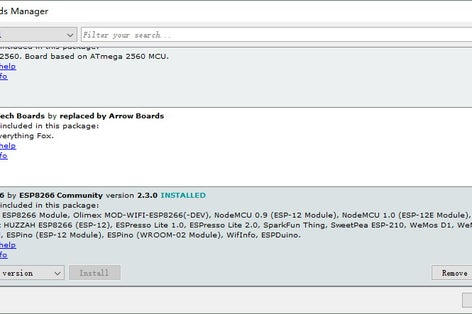 ds Manager
Filter your search...
included in this package:
2560. Board based on ATmega 2560 MCU.
help
fo
ech Boards by replaced by Arrow Boards
included in this package:
erything Fox.
help
fo
6 by ESP8266 Community version 2.3.0 INSTALLED
included in this package:
ESP8266 Module, Olimex MOD-WIFI-ESP8266(-DEV), NodeMCU 0.9 (ESP-12 Module), NodeMCU 1.0 (ESP-12E Module),
HUZZAH ESP8266 (ESP-12), ESPresso Lite 1.0, ESPresso Lite 2.0, SparkFun Thing, SweetPea ESP-210, WeMos D1, WeM
ESPino (ESP-12 Module), ESPino (WROOM-02 Module), WifInfo, ESPDuino.
help
fo
version
Install
Remove